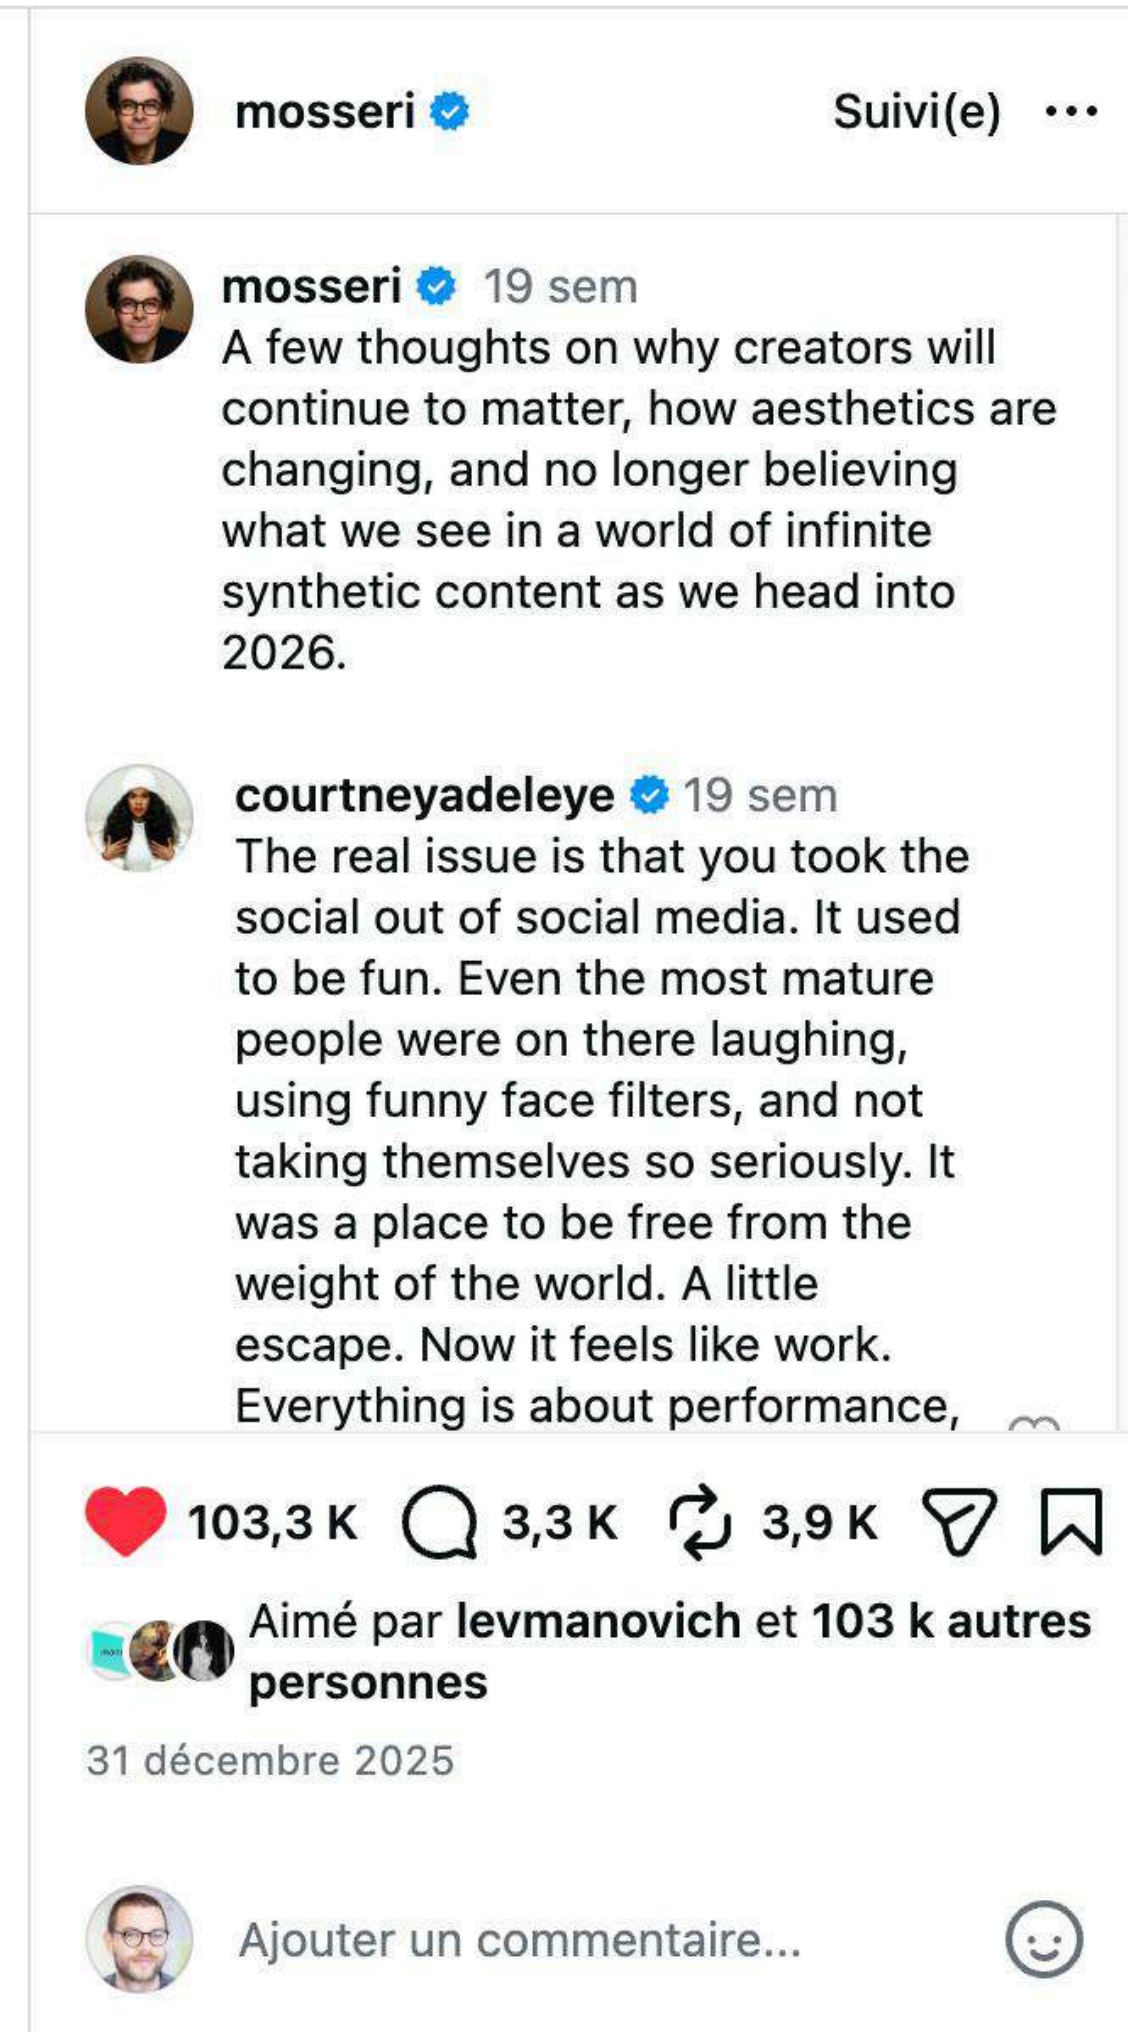 mosseri
Suivi(e)
mosseri 19 sem
A few thoughts on why creators will
continue to matter, how aesthetics are
changing, and no longer believing
what we see in a world of infinite
synthetic content as we head into
2026.
courtneyadeleye 19 sem
The real issue is that you took the
social out of social media. It used
to be fun. Even the most mature
people were on there laughing,
using funny face filters, and not
taking themselves so seriously. It
was a place to be free from the
weight of the world. A little
escape. Now it feels like work.
Everything is about performance,
103,3 K 3,3 K 3,9 K
Aimé par levmanovich et 103 k autres
personnes
31 décembre 2025
Ajouter un commentaire...